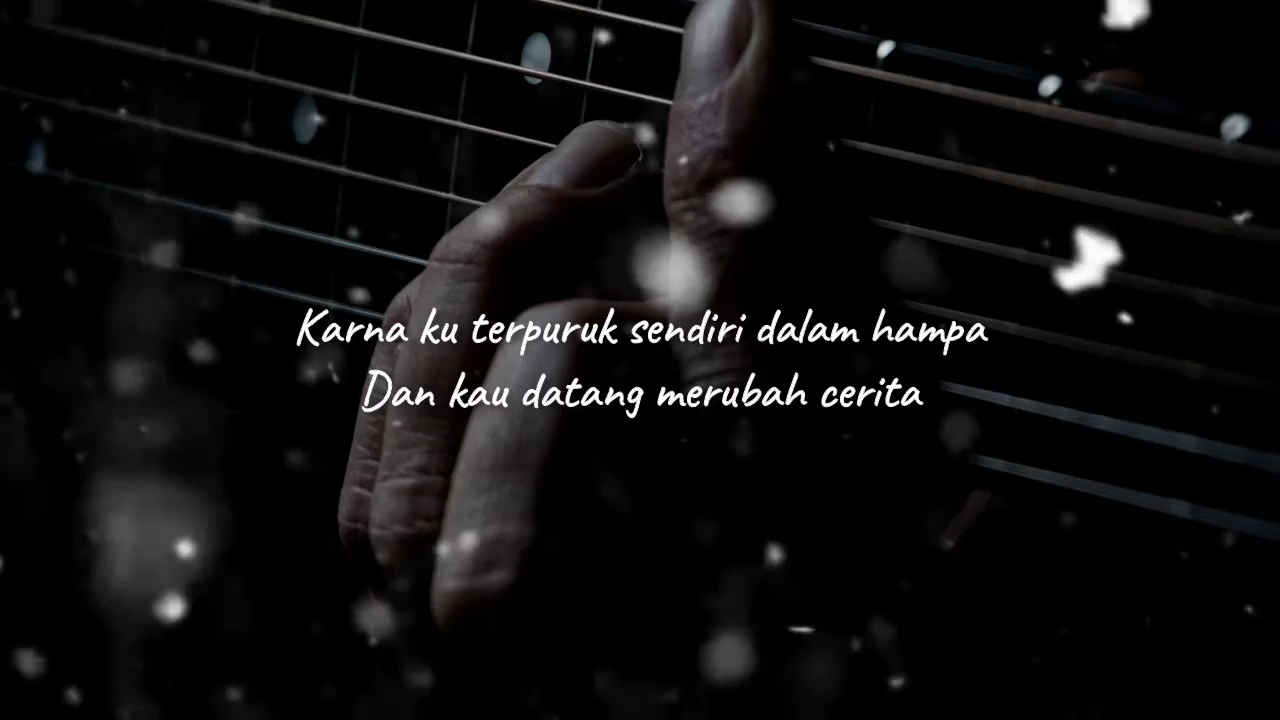 Karna ku terpuruk sendiri dalam hampa
Dan kau datang merubah cerita